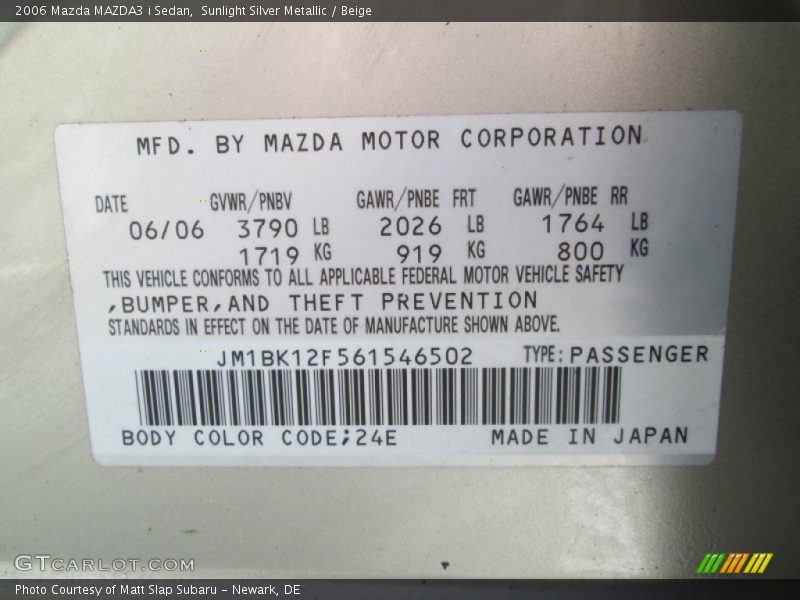 2006 Mazda MAZDA3 i Sedan,  Sunlight Silver Metallic / Beige
MFD. BY MAZDA MOTOR CORPORATION
DATE GVWR/PNBV GAWR/PNBE FRT GAWR/PNBE RR
06/06 3790 LB 2026 LB 1764 LB
1719 KG 919 KG 800 KG
THIS VEHICLE CONFORMS TO ALL APPLICABLE FEDERAL MOTOR VEHICLE SAFETY
,BUMPER,AND THEFT PREVENTION
STANDARDS IN EFFECT ON THE DATE OF MANUFACTURE SHOWN ABOVE.
JM1BK12F561546502 TYPE: PASSENGER
BODY COLOR CODE;24E MADE IN JAPAN
GTCARLOT.COM
Photo Courtesy of Matt Slap Subaru - Newark, DE